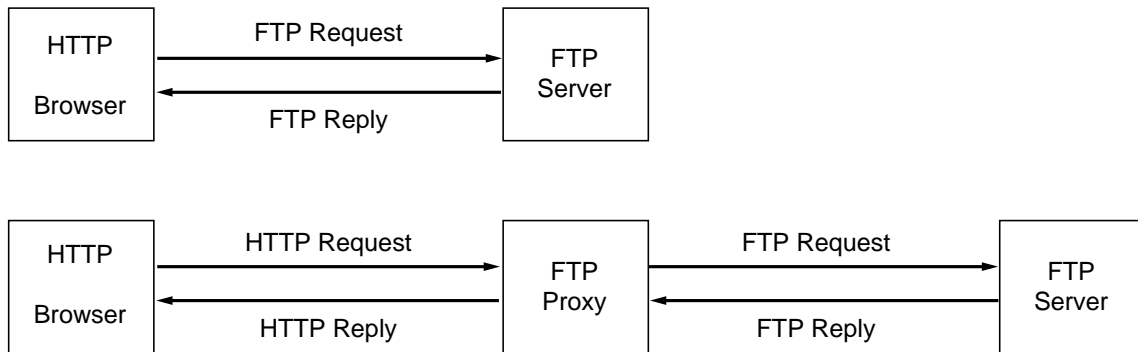 HTTP
Browser
FTP Request
FTP Reply
FTP
Server
HTTP
Browser
HTTP Request
HTTP Reply
FTP
Proxy
FTP Request
FTP Reply
FTP
Server